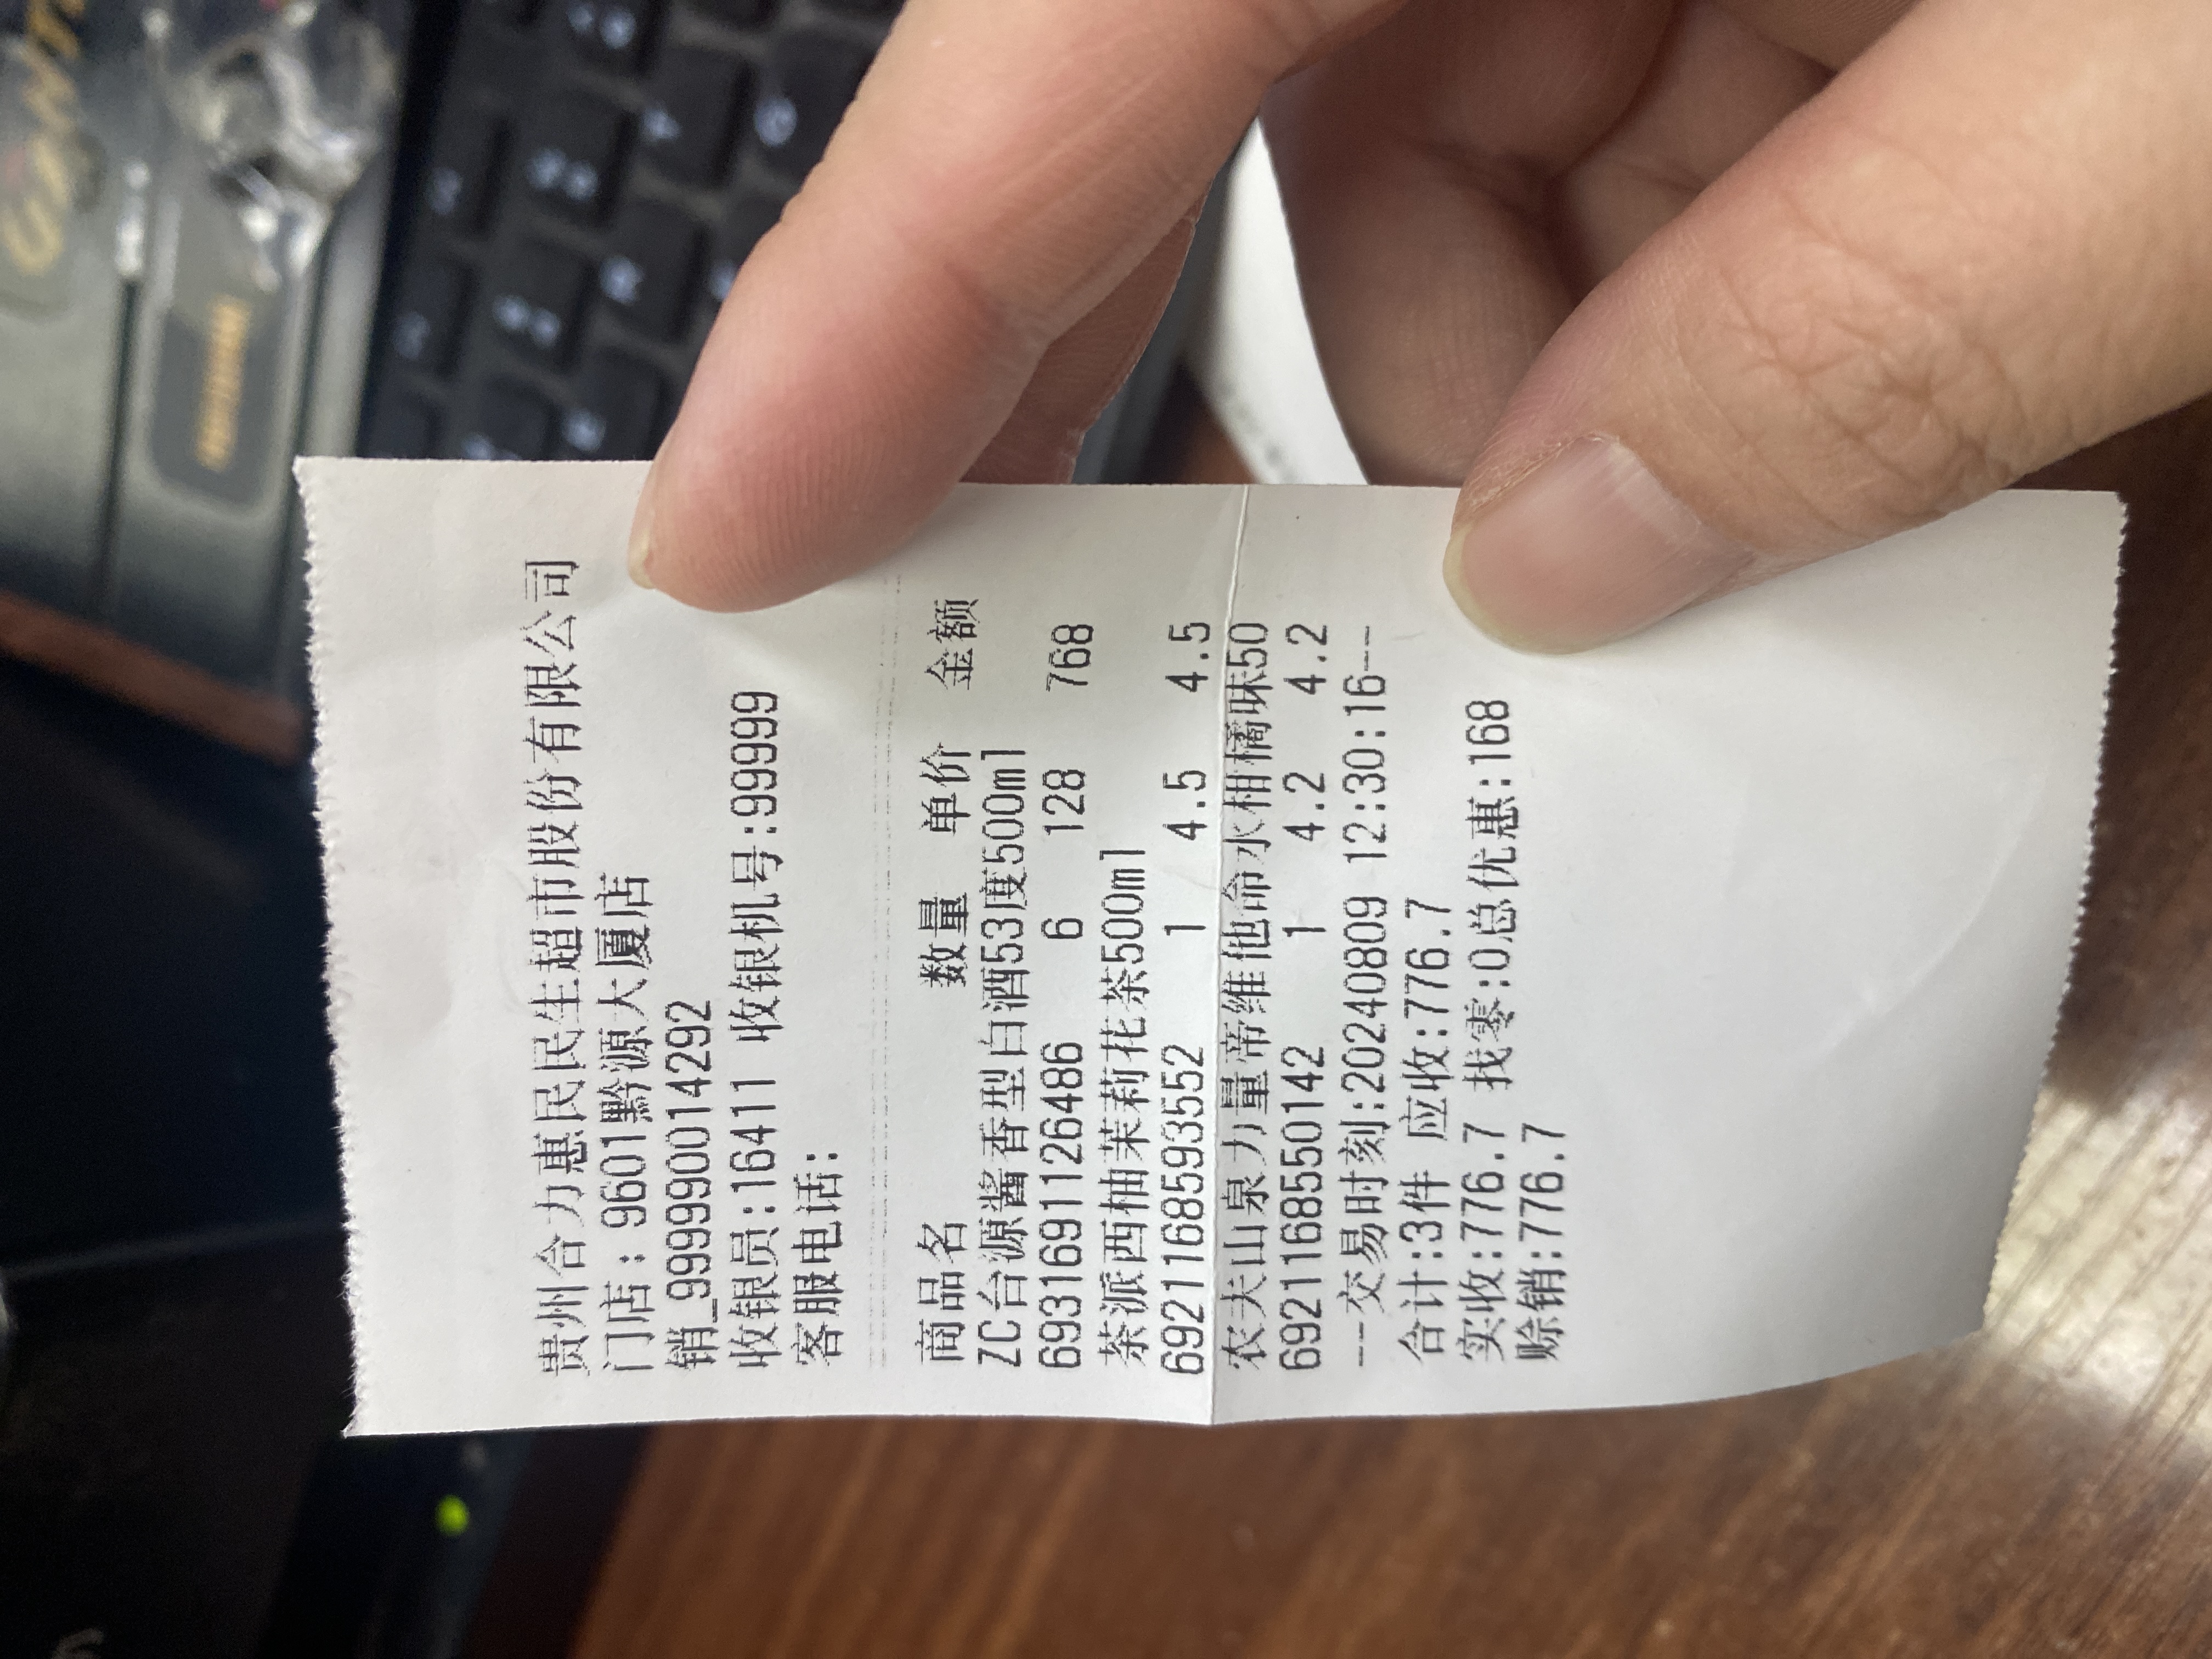 贵州合力惠民民生超市股份有限公司
门店: 9601黔源大厦店
销_9999900014292
收银员:16411 收银机号:99999
客服电话:
商品名 数量 单价 金额
ZC台源酱香型白酒53度500ml
6931691126486 6 128 768
茶派西柚茉莉花茶500ml
6921168593552 1 4.5 4.5
农夫山泉力量帝维他命水柑橘味50
6921168550142 1 4.2 4.2
--交易时刻:20240809 12:30:16--
合计:3件 应收:776.7
实收:776.7 找零:0总优惠:168
赊销:776.7